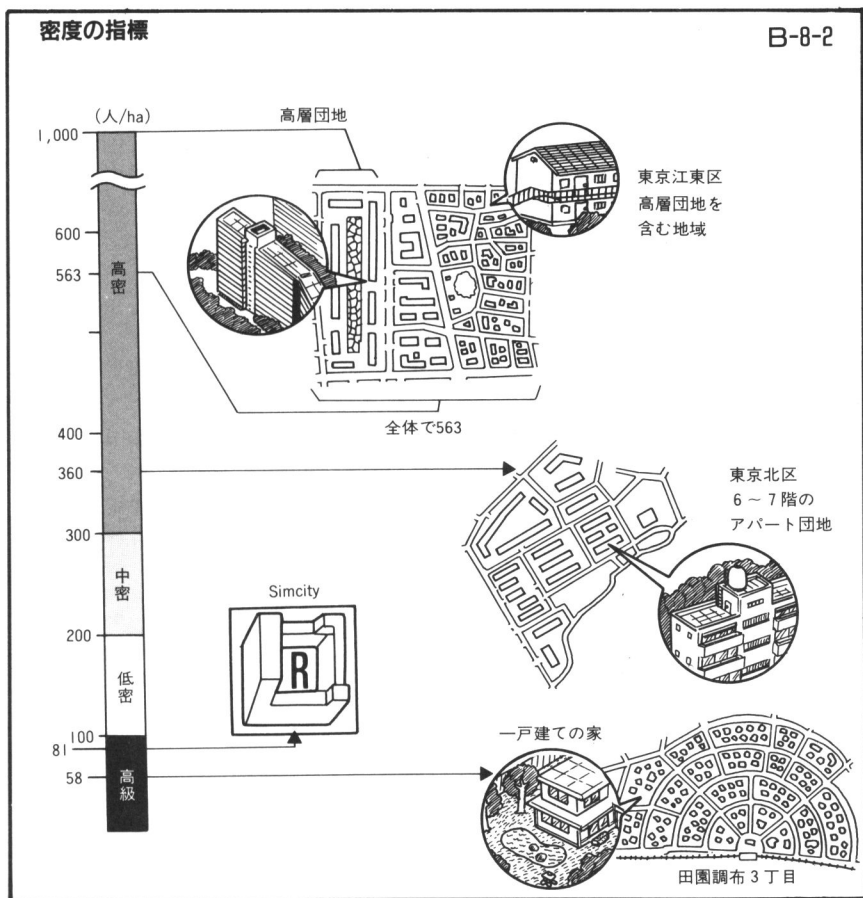 密度の指標
B-8-2
(人/ha)
1,000
600
563
400
360
300
200
100
81
58
高密
中密
低密
高級
高層団地
東京江東区
高層団地を
含む地域
全体で563
東京北区
6～7階の
アパート団地
Simcity
R
一戸建ての家
田園調布3丁目